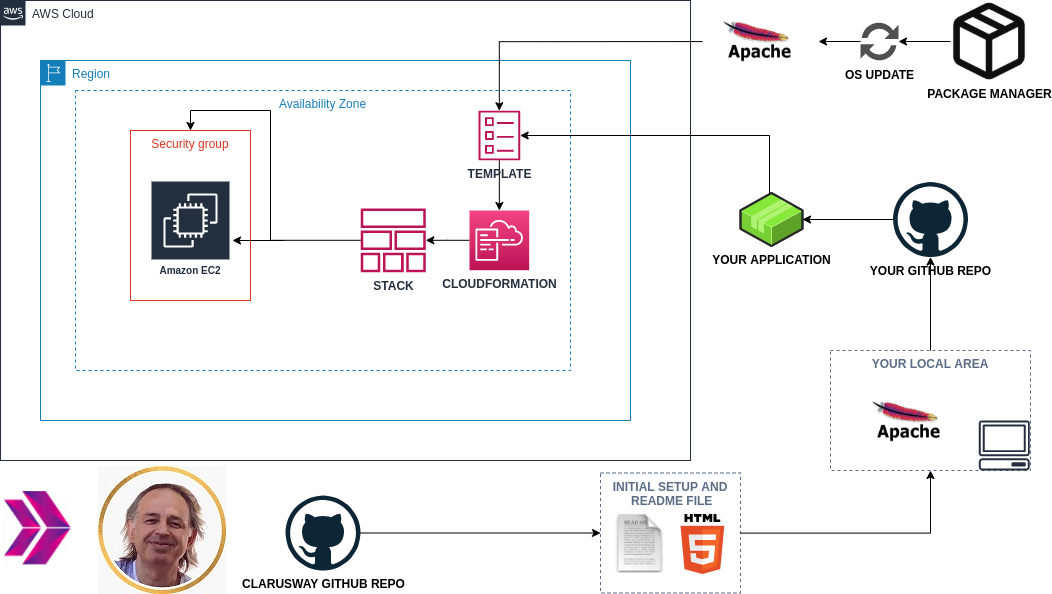 aws
AWS Cloud
Apache
OS UPDATE
PACKAGE MANAGER
Region
Availability Zone
Security group
TEMPLATE
Amazon EC2
STACK
CLOUDFORMATION
YOUR APPLICATION
YOUR GITHUB REPO
YOUR LOCAL AREA
Apache
INITIAL SETUP AND
README FILE
README
HTML
5
CLARUSWAY GITHUB REPO